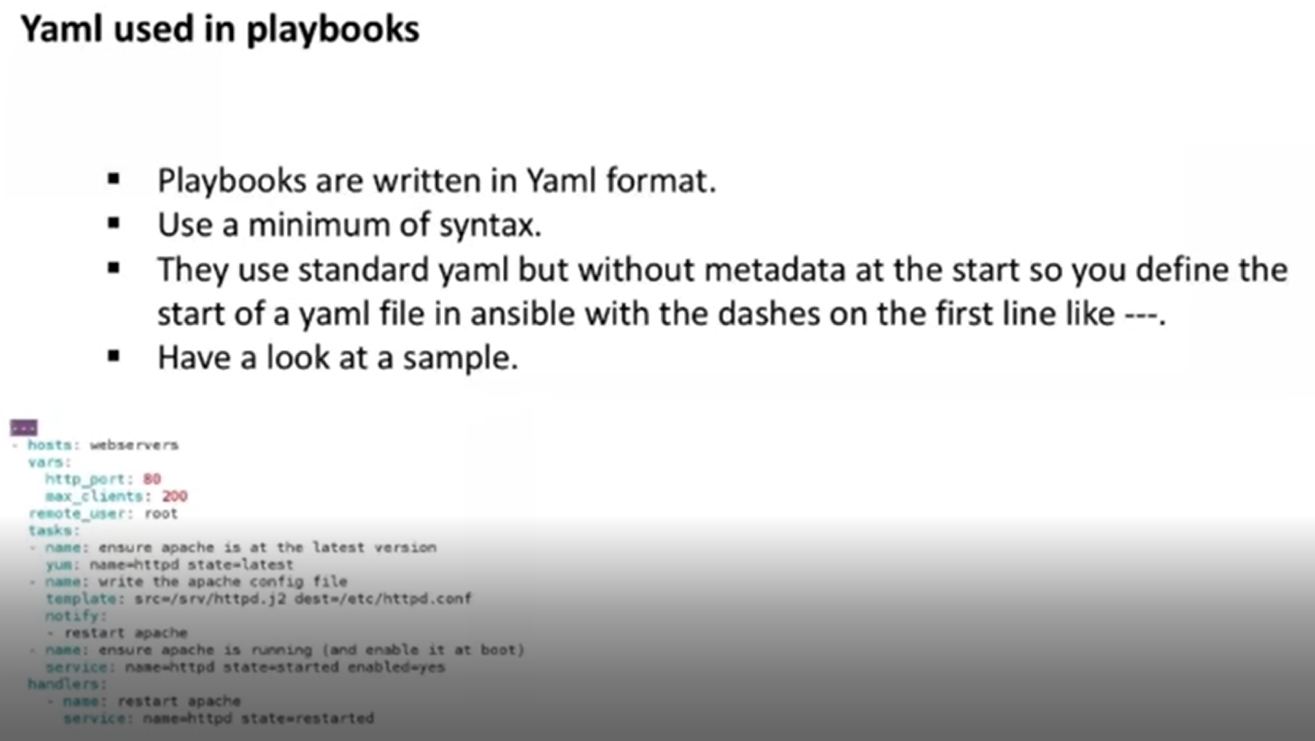 Yaml used in playbooks
▪ Playbooks are written in Yaml format.
▪ Use a minimum of syntax.
▪ They use standard yaml but without metadata at the start so you define the
start of a yaml file in ansible with the dashes on the first line like ---.
▪ Have a look at a sample.
---
- hosts: webservers
  vars:
    http_port: 80
    max_clients: 200
  remote_user: root
  tasks:
  - name: ensure apache is at the latest version
    yum: name=httpd state=latest
  - name: write the apache config file
    template: src=/srv/httpd.j2 dest=/etc/httpd.conf
    notify:
    - restart apache
  - name: ensure apache is running (and enable it at boot)
    service: name=httpd state=started enabled=yes
  handlers:
    - name: restart apache
      service: name=httpd state=restarted